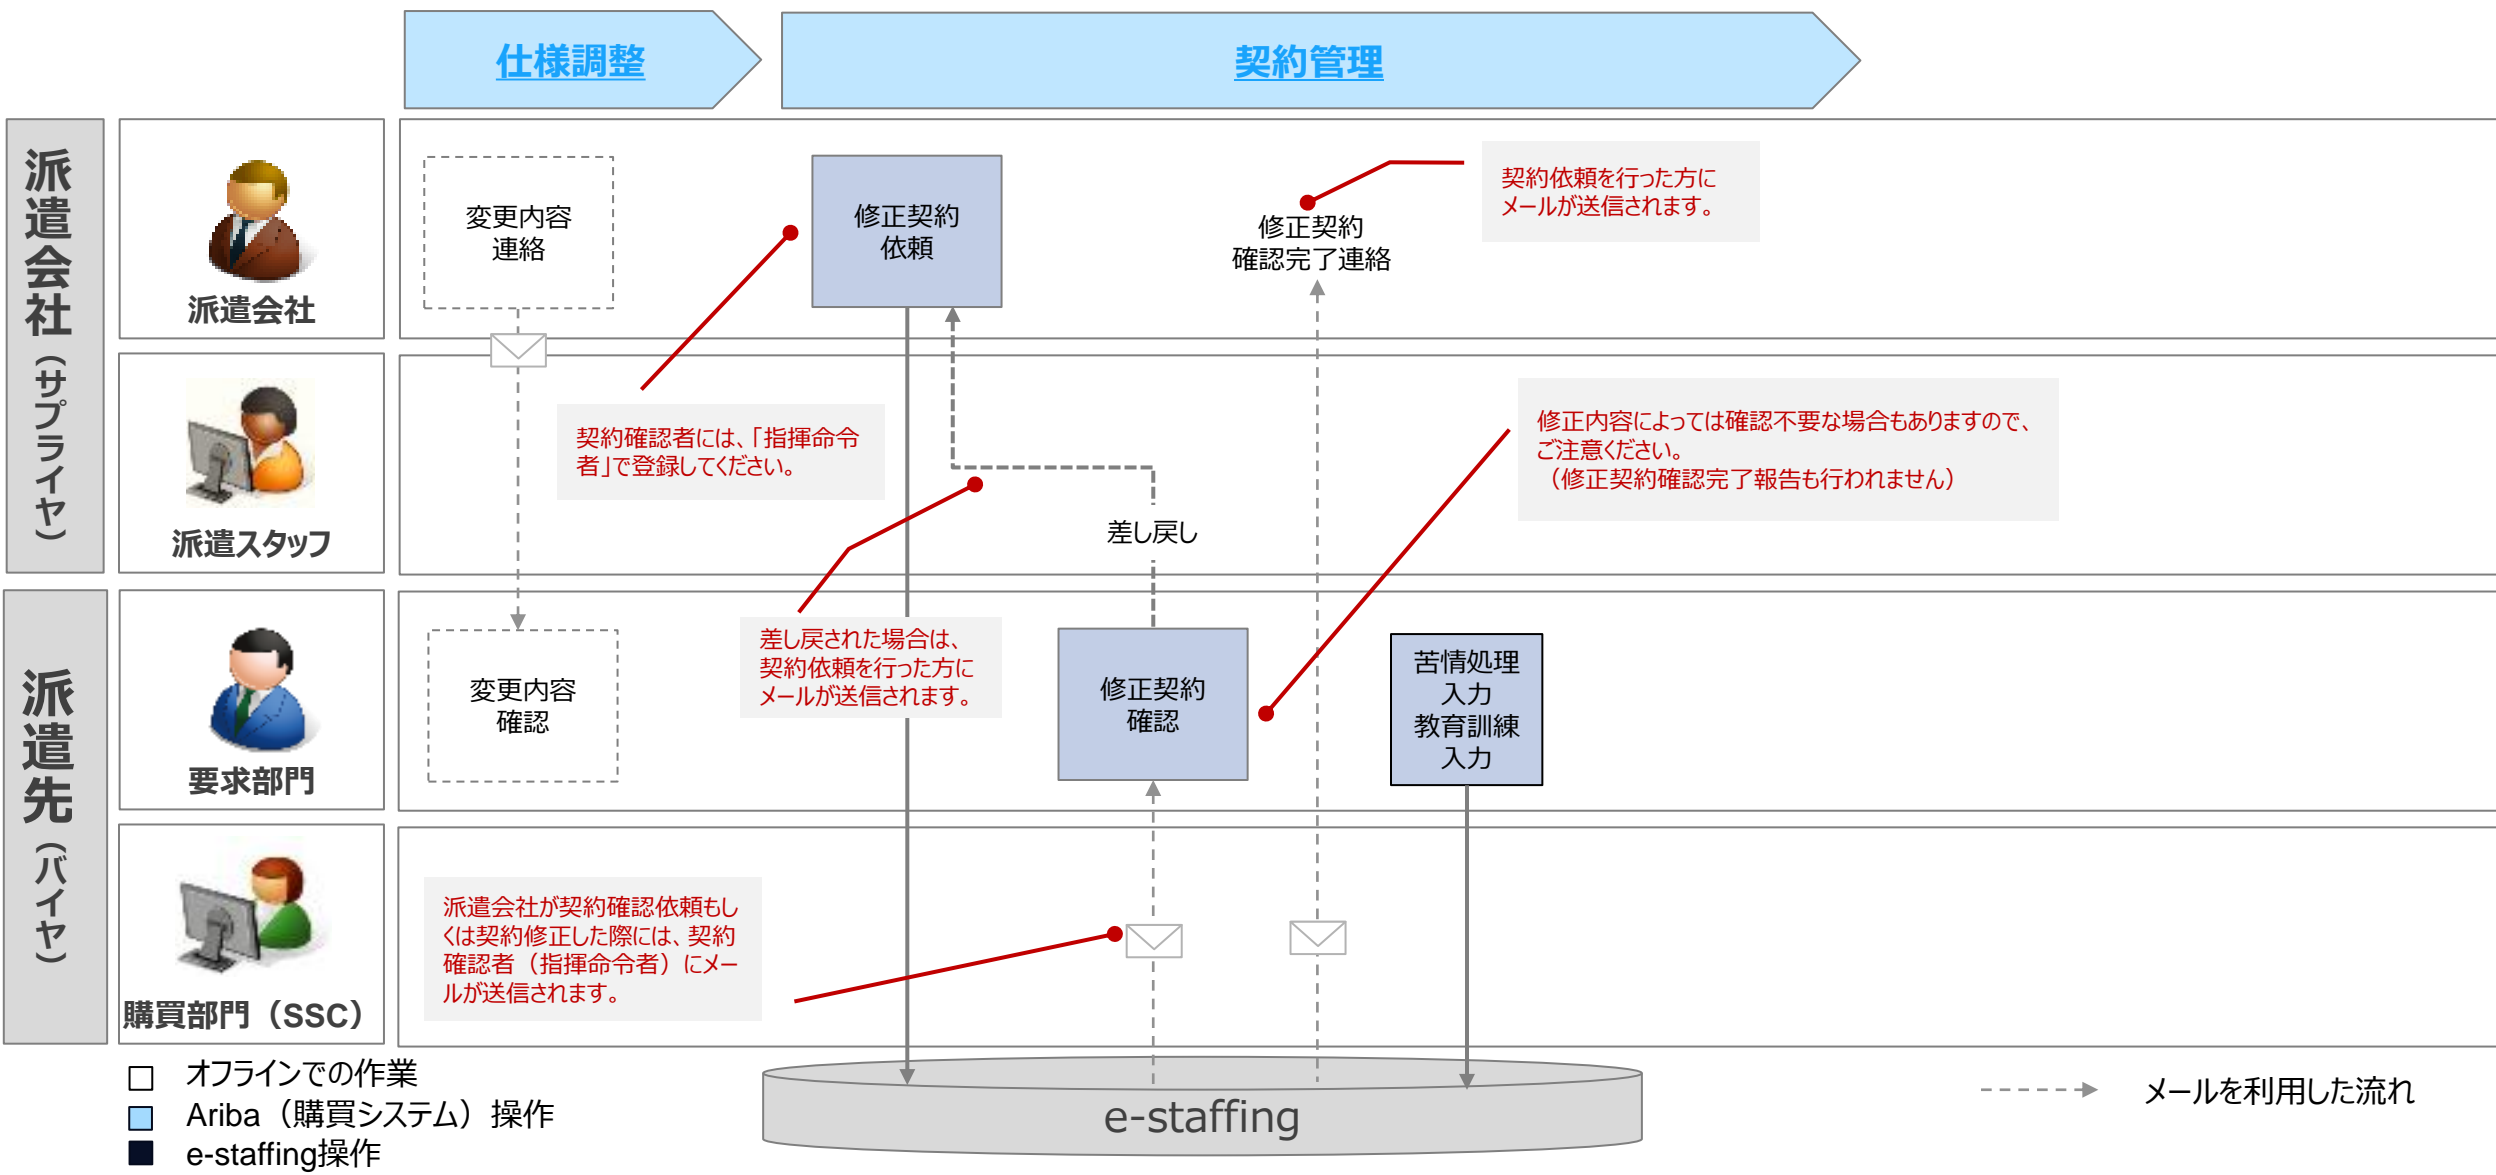 仕様調整
契約管理
派遣会社（サプライヤ）
派遣会社
変更内容
連絡
修正契約
依頼
修正契約
確認完了連絡
契約依頼を行った方に
メールが送信されます。
派遣スタッフ
契約確認者には、「指揮命令
者」で登録してください。
差し戻し
修正内容によっては確認不要な場合もありますので、
ご注意ください。
（修正契約確認完了報告も行われません）
派遣先（バイヤ）
要求部門
変更内容
確認
差し戻された場合は、
契約依頼を行った方に
メールが送信されます。
修正契約
確認
苦情処理
入力
教育訓練
入力
購買部門（SSC）
派遣会社が契約確認依頼もし
くは契約修正した際には、契約
確認者（指揮命令者）にメー
ルが送信されます。
e-staffing
オフラインでの作業
Ariba（購買システム）操作
e-staffing操作
メールを利用した流れ